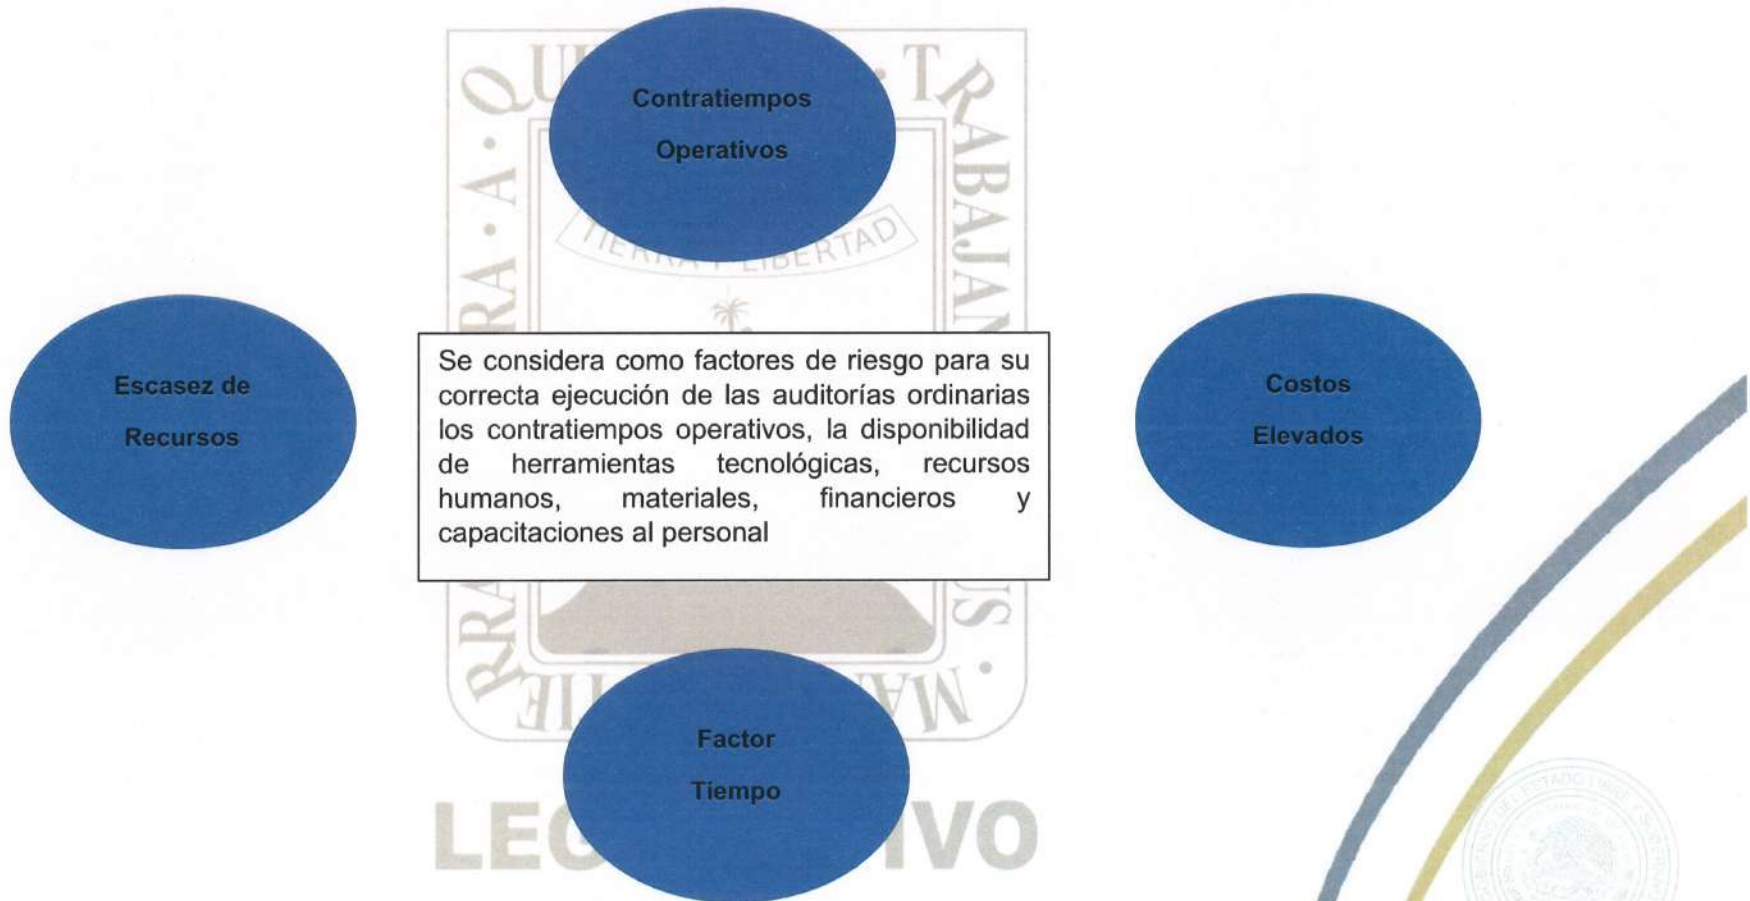 Contratiempos
Operativos
TIERRA Y LIBERTAD
Escasez de
Recursos
Se considera como factores de riesgo para su
correcta ejecución de las auditorías ordinarias
los contratiempos operativos, la disponibilidad
de herramientas tecnológicas, recursos
humanos, materiales, financieros y
capacitaciones al personal
Costos
Elevados
Factor
Tiempo